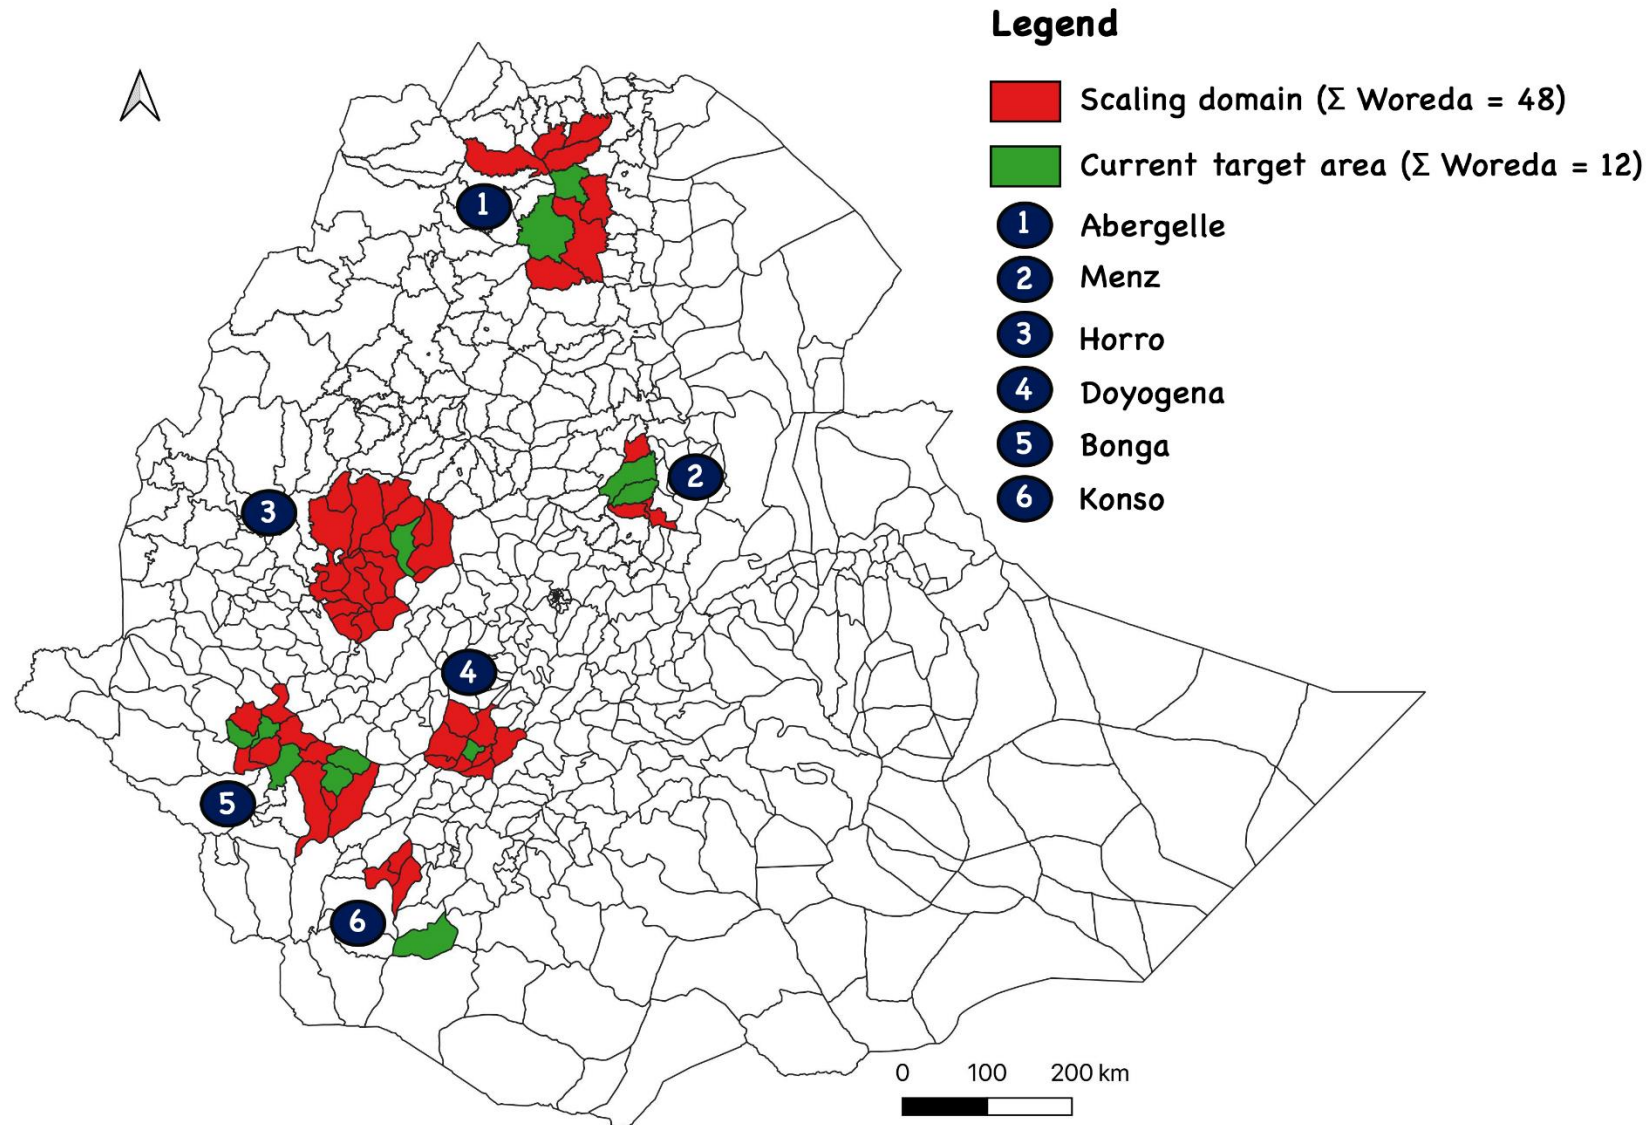 Legend
Scaling domain (Σ Woreda = 48)
Current target area (Σ Woreda = 12)
1 Abergelle
2 Menz
3 Horro
4 Doyogena
5 Bonga
6 Konso
1
2
3
4
5
6
0 100 200 km